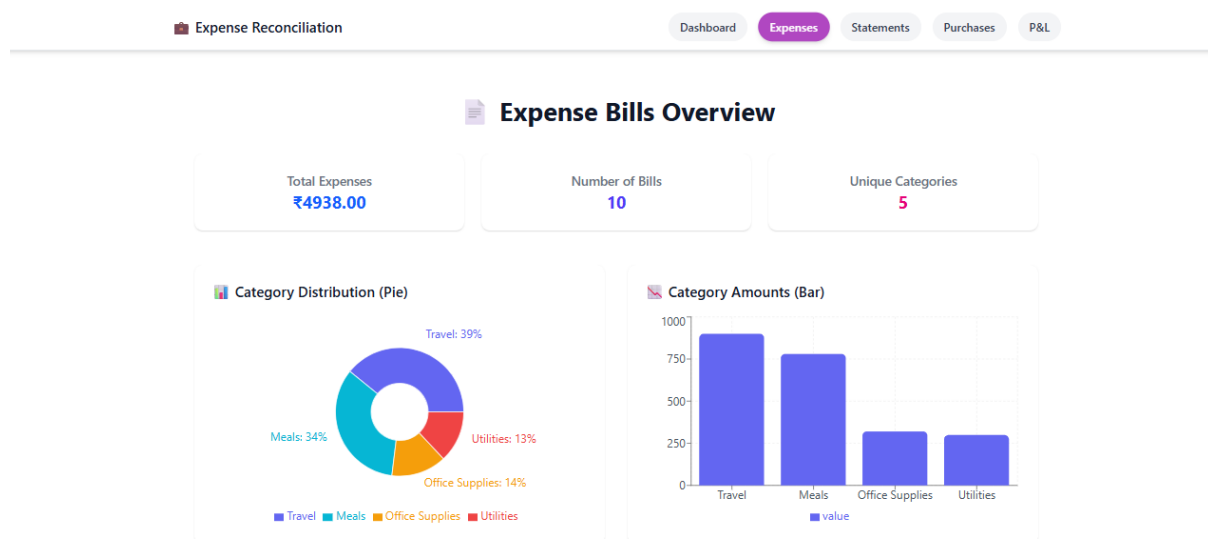 Expense Reconciliation
Dashboard
Expenses
Statements
Purchases
P&L
Expense Bills Overview
Total Expenses
₹4938.00
Number of Bills
10
Unique Categories
5
Category Distribution (Pie)
Travel: 39%
Meals: 34%
Utilities: 13%
Office Supplies: 14%
Travel Meals Office Supplies Utilities
Category Amounts (Bar)
1000
750
500
250
0
Travel Meals Office Supplies Utilities
value